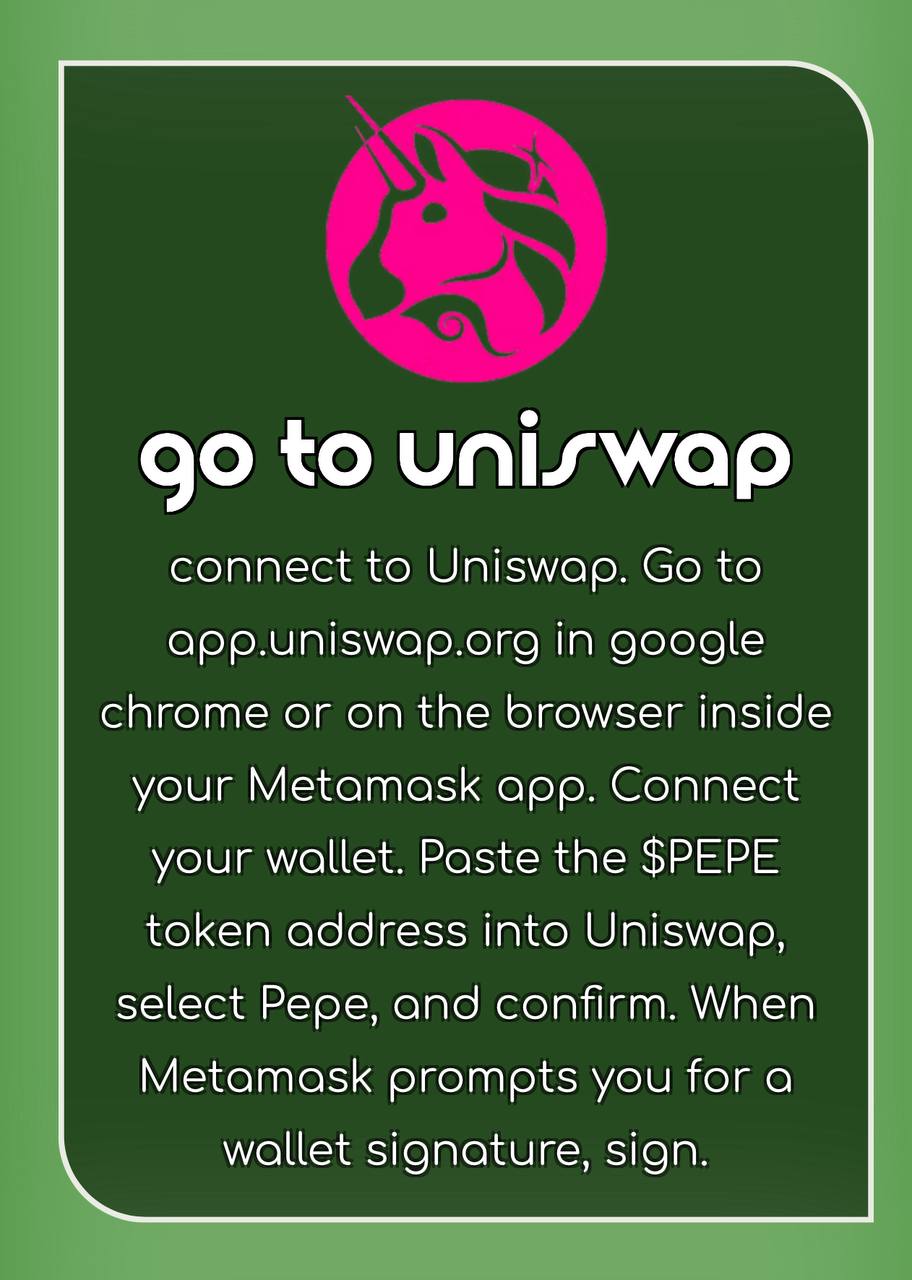 go to uniswap
connect to Uniswap. Go to
app.uniswap.org in google
chrome or on the browser inside
your Metamask app. Connect
your wallet. Paste the $PEPE
token address into Uniswap,
select Pepe, and confirm. When
Metamask prompts you for a
wallet signature, sign.